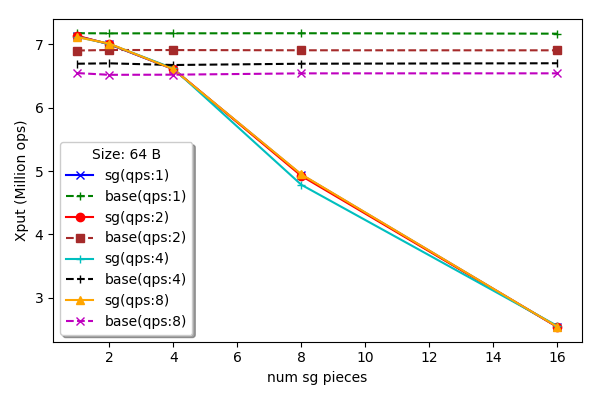 Xput (Million ops)
7
6
5
4
3
Size: 64 B
sg(qps:1)
base(qps:1)
sg(qps:2)
base(qps:2)
sg(qps:4)
base(qps:4)
sg(qps:8)
base(qps:8)
2 4 6 8 10 12 14 16
num sg pieces